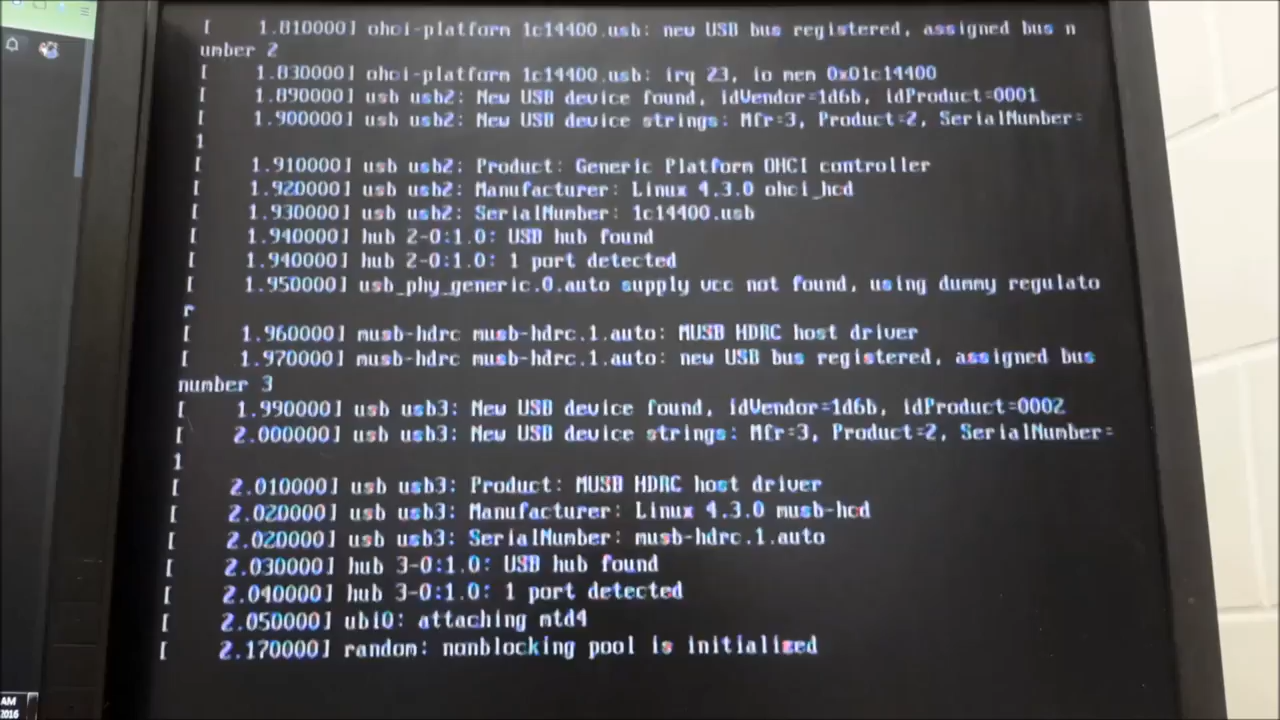 [    1.810000] ohci-platform 1c14400.usb: new USB bus registered, assigned bus n
umber 2
[    1.830000] ohci-platform 1c14400.usb: irq 23, io mem 0x01c14400
[    1.890000] usb usb2: New USB device found, idVendor=1d6b, idProduct=0001
[    1.900000] usb usb2: New USB device strings: Mfr=3, Product=2, SerialNumber=
1
[    1.910000] usb usb2: Product: Generic Platform OHCI controller
[    1.920000] usb usb2: Manufacturer: Linux 4.3.0 ohci_hcd
[    1.930000] usb usb2: SerialNumber: 1c14400.usb
[    1.940000] hub 2-0:1.0: USB hub found
[    1.940000] hub 2-0:1.0: 1 port detected
[    1.950000] usb_phy_generic.0.auto supply vcc not found, using dummy regulato
r
[    1.960000] musb-hdrc musb-hdrc.1.auto: MUSB HDRC host driver
[    1.970000] musb-hdrc musb-hdrc.1.auto: new USB bus registered, assigned bus
number 3
[    1.990000] usb usb3: New USB device found, idVendor=1d6b, idProduct=0002
[    2.000000] usb usb3: New USB device strings: Mfr=3, Product=2, SerialNumber=
1
[    2.010000] usb usb3: Product: MUSB HDRC host driver
[    2.020000] usb usb3: Manufacturer: Linux 4.3.0 musb-hcd
[    2.020000] usb usb3: SerialNumber: musb-hdrc.1.auto
[    2.030000] hub 3-0:1.0: USB hub found
[    2.040000] hub 3-0:1.0: 1 port detected
[    2.050000] ubi0: attaching mtd4
[    2.170000] random: nonblocking pool is initialized
AM
2016